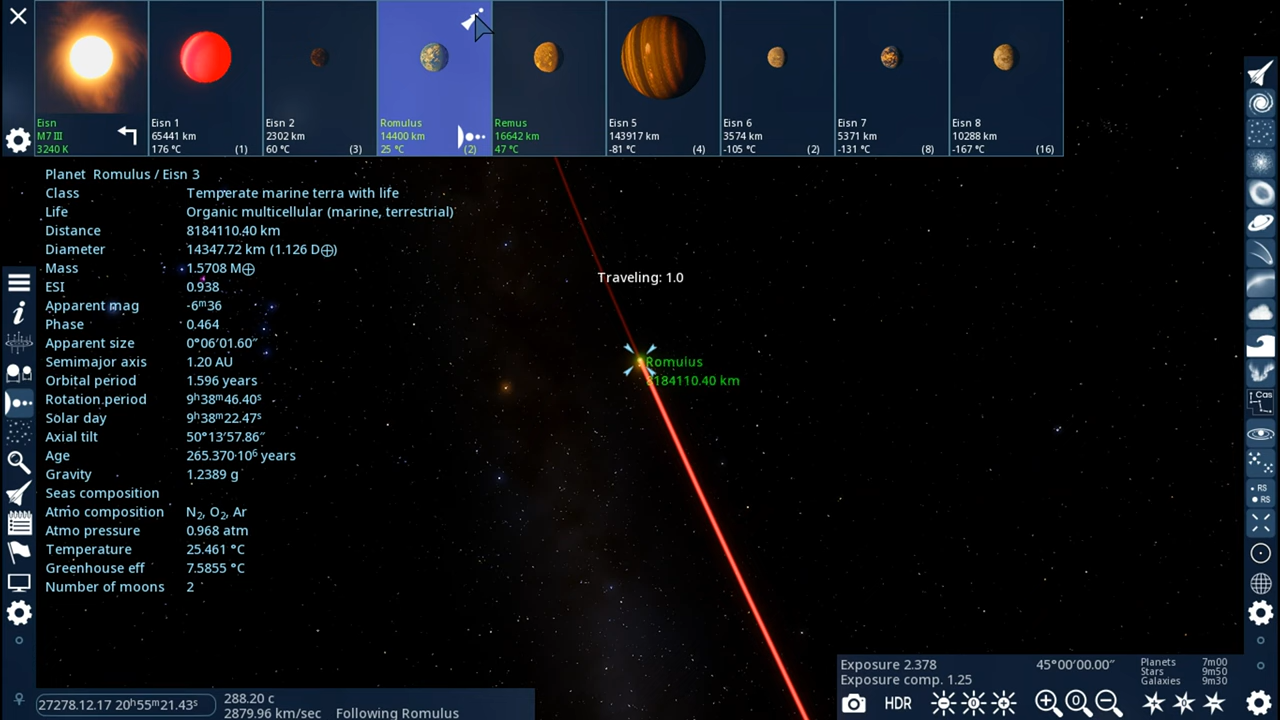 Eisn
M7 III
3240 K
Eisn 1
65441 km
176 °C (1)
Eisn 2
2302 km
60 °C (3)
Romulus
14400 km
25 °C (2)
Remus
16642 km
47 °C
Eisn 5
143917 km
-81 °C (4)
Eisn 6
3574 km
-105 °C (2)
Eisn 7
5371 km
-131 °C (8)
Eisn 8
10288 km
-167 °C (16)
Planet Romulus / Eisn 3
Class Temperate marine terra with life
Life Organic multicellular (marine, terrestrial)
Distance 8184110.40 km
Diameter 14347.72 km (1.126 D⊕)
Mass 1.5708 M⊕
ESI 0.938
Apparent mag -6ᵐ36
Phase 0.464
Apparent size 0°06′01.60″
Semimajor axis 1.20 AU
Orbital period 1.596 years
Rotation period 9ʰ38ᵐ46.40ˢ
Solar day 9ʰ38ᵐ22.47ˢ
Axial tilt 50°13′57.86″
Age 265.370·10⁶ years
Gravity 1.2389 g
Seas composition
Atmo composition N₂, O₂, Ar
Atmo pressure 0.968 atm
Temperature 25.461 °C
Greenhouse eff 7.5855 °C
Number of moons 2
Traveling: 1.0
Romulus
8184110.40 km
Cas
RS
RS
Exposure 2.378 45°00′00.00″
Exposure comp. 1.25
Planets 7m00
Stars 9m50
Galaxies 9m30
HDR
27278.12.17 20ʰ55ᵐ21.43ˢ
288.20 c
2879.96 km/sec Following Romulus